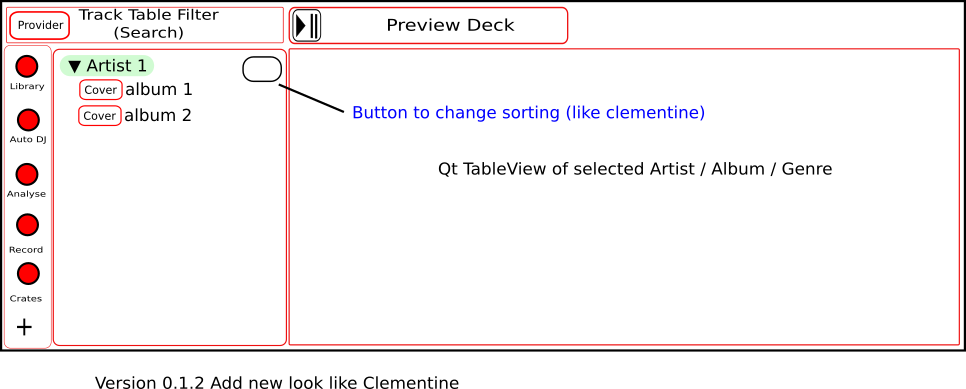 Provider
Track Table Filter
(Search)
Preview Deck
Library
Auto DJ
Analyse
Record
Crates
+
▼ Artist 1
Cover album 1
Cover album 2
Button to change sorting (like clementine)
Qt TableView of selected Artist / Album / Genre
Version 0.1.2 Add new look like Clementine